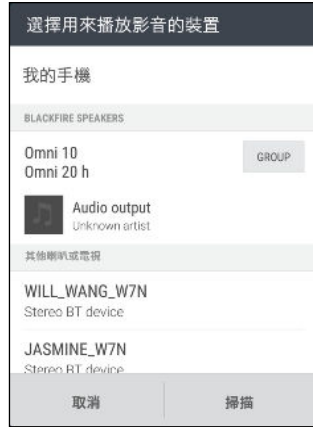 選擇用來播放影音的裝置
我的手機
BLACKFIRE SPEAKERS
Omni 10
Omni 20 h
GROUP
Audio output
Unknown artist
其他喇叭或電視
WILL_WANG_W7N
Stereo BT device
JASMINE_W7N
Stereo BT device
取消
掃描